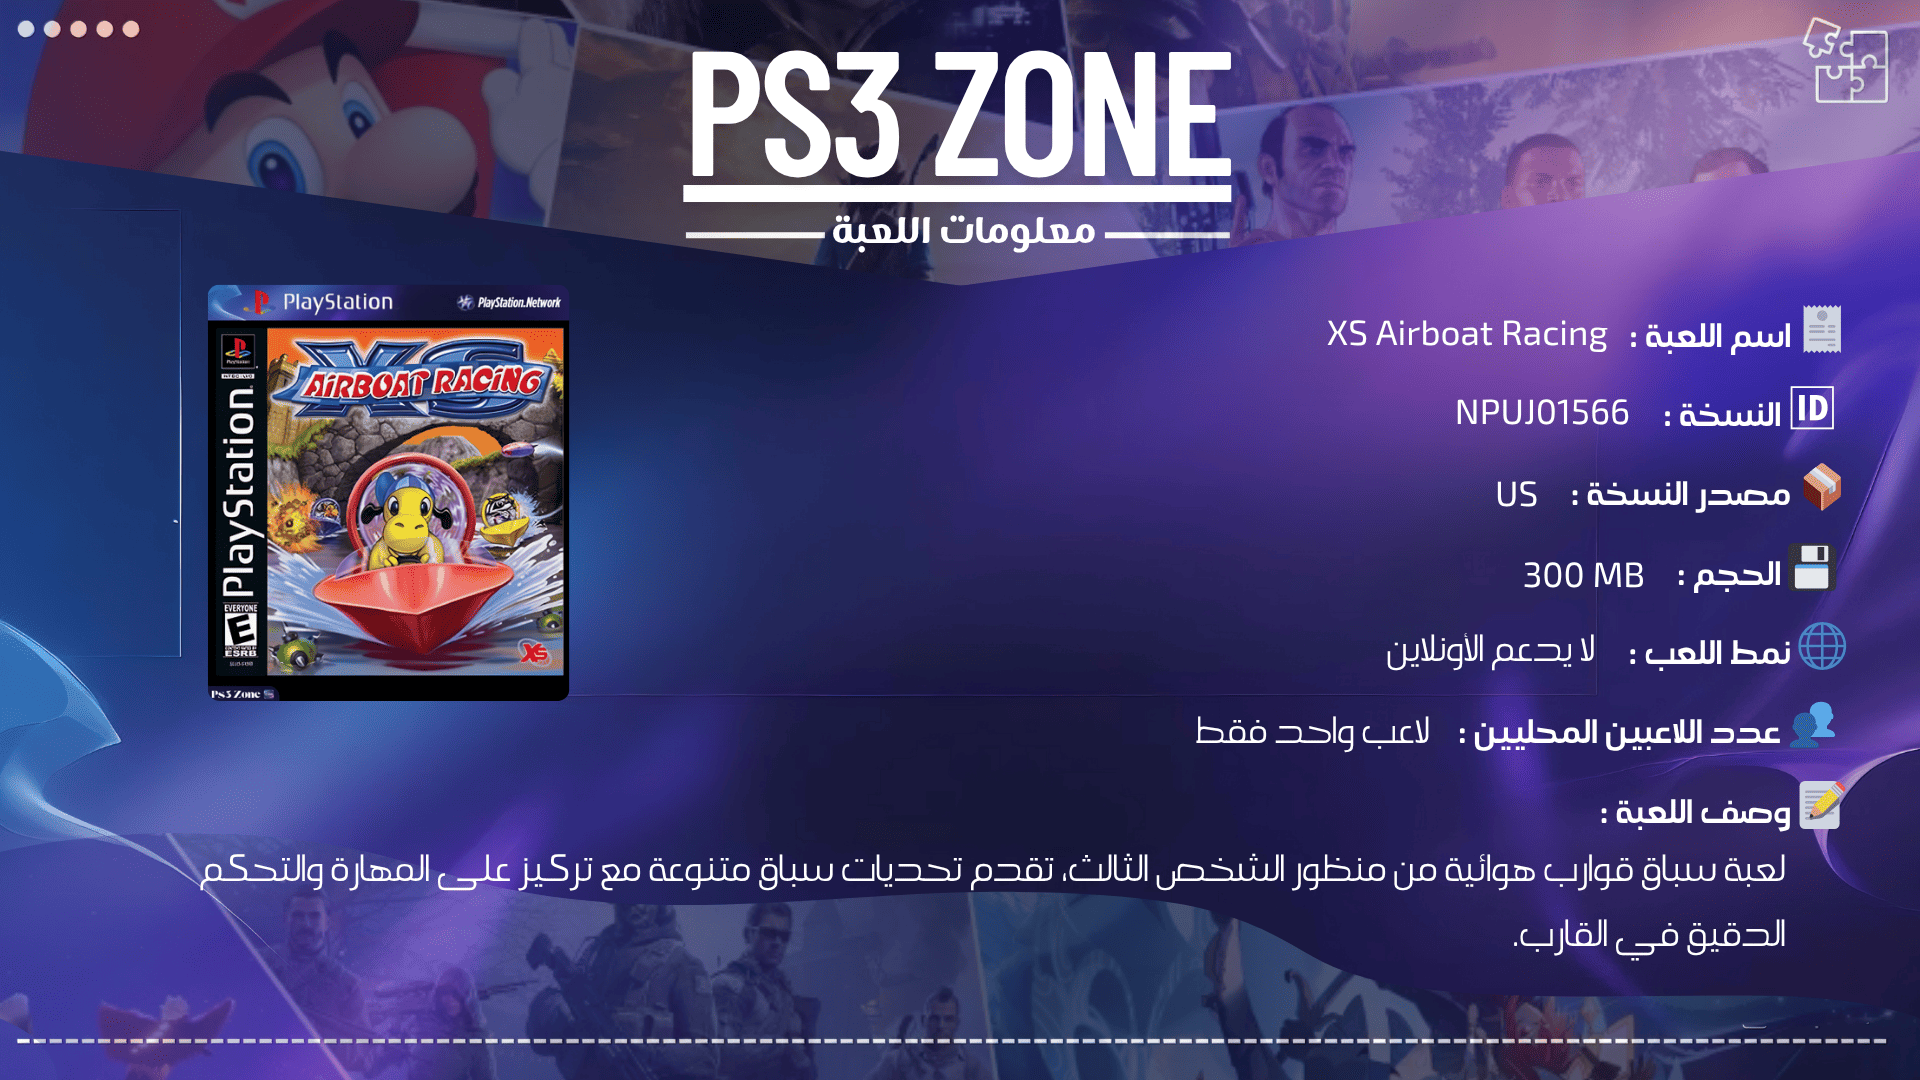 PS3 ZONE
معلومات اللعبة
PlayStation
PlayStation.Network
PlayStation
XS
AIRBOAT RACING
EVERYONE
E
ESRB
XS
Ps3 Zone
اسم اللعبة : XS Airboat Racing
ID النسخة : NPUJ01566
مصدر النسخة : US
الحجم : 300 MB
نمط اللعب : لا يدعم الأونلاين
عدد اللاعبين المحليين : لاعب واحد فقط
وصف اللعبة :
لعبة سباق قوارب هوائية من منظور الشخص الثالث، تقدم تحديات سباق متنوعة مع تركيز على المهارة والتحكم
الدقيق في القارب.